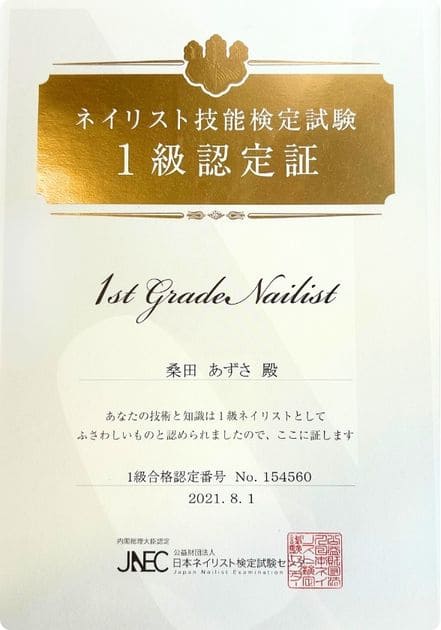 ネイリスト技能検定試験
1級認定証
1st Grade Nailist
桑田 あずさ 殿
あなたの技術と知識は1級ネイリストとして
ふさわしいものと認められましたので、ここに証します
1級合格認定番号 No. 154560
2021. 8. 1
内閣総理大臣認定
公益財団法人
JNEC 日本ネイリスト検定試験センター
Japan Nailist Examination